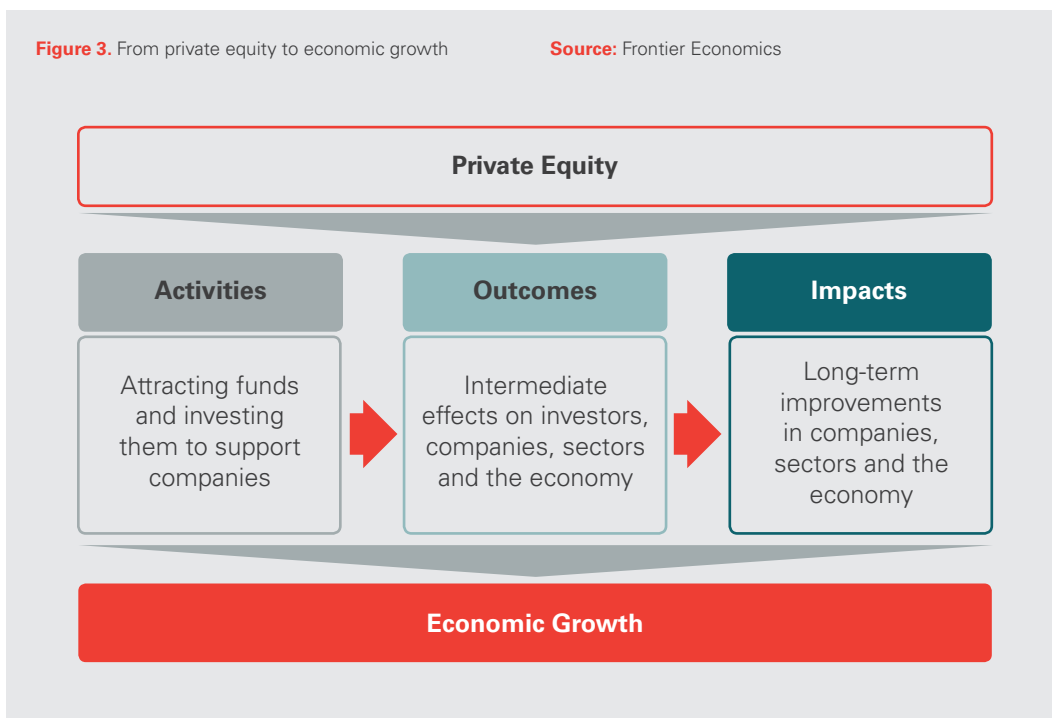 Figure 3. From private equity to economic growth
Source: Frontier Economics
Private Equity
Activities
Attracting funds
and investing
them to support
companies
Outcomes
Intermediate
effects on investors,
companies, sectors
and the economy
Impacts
Long-term
improvements
in companies,
sectors and the
economy
Economic Growth